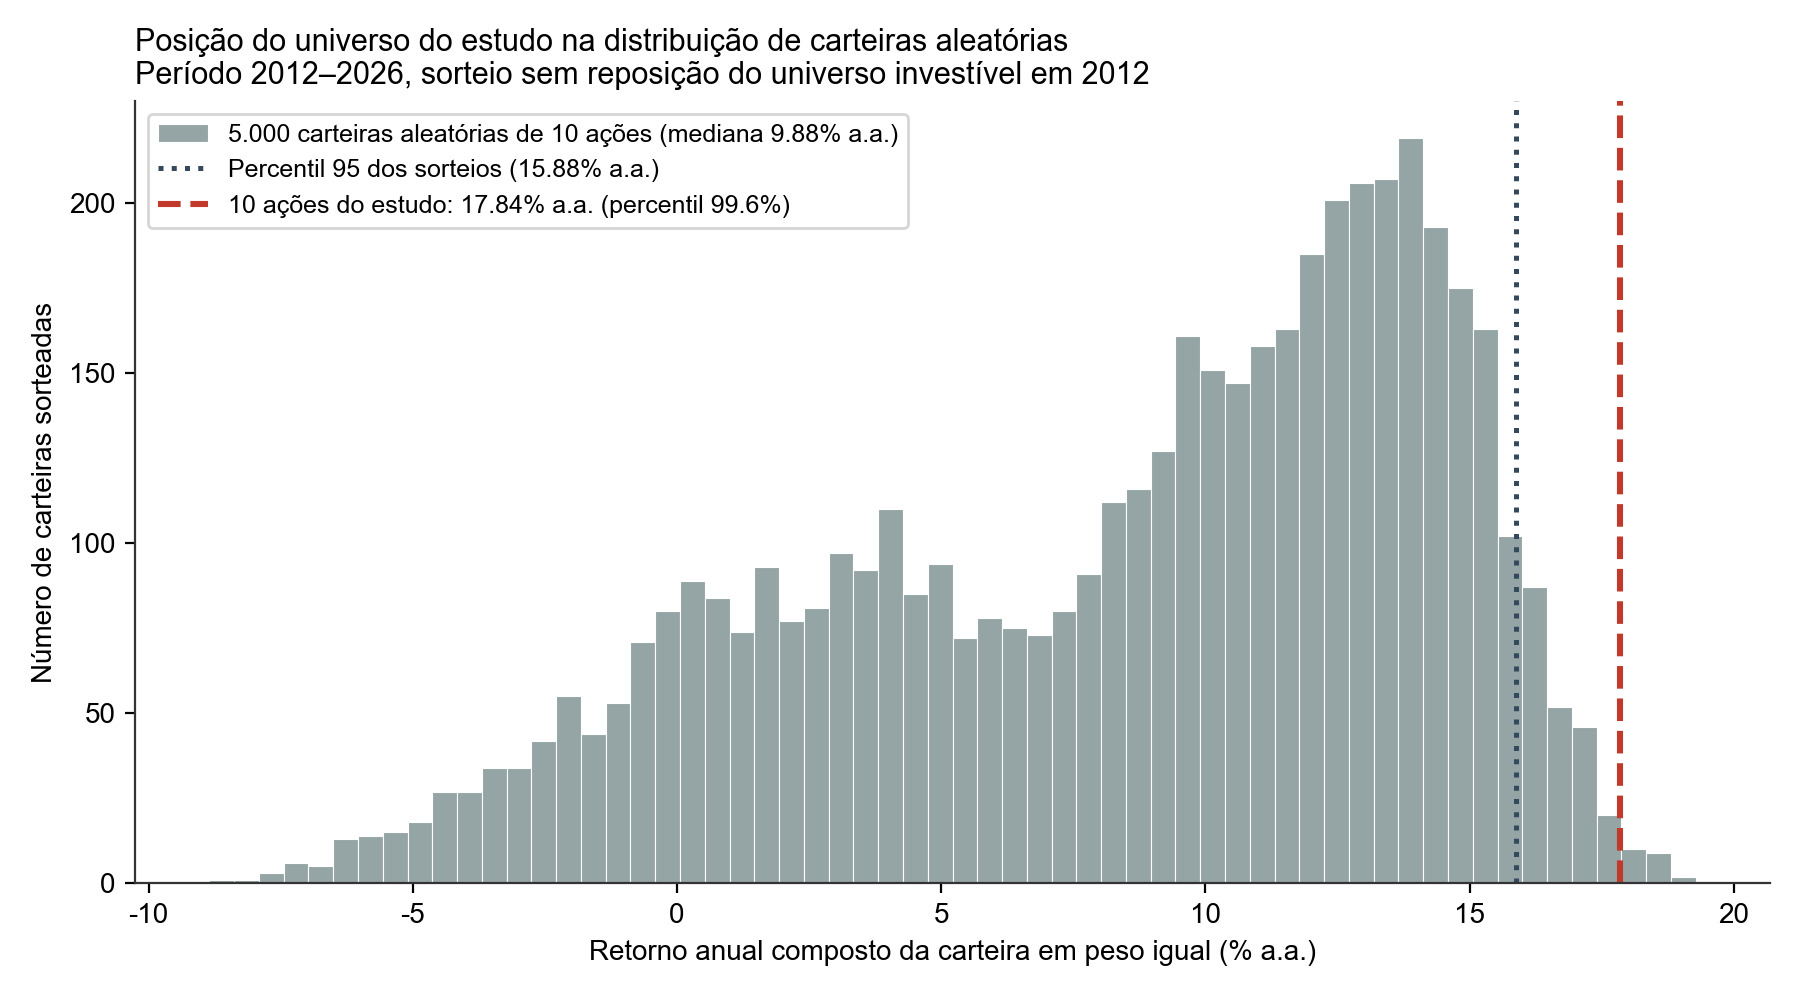 Posição do universo do estudo na distribuição de carteiras aleatórias
Período 2012–2026, sorteio sem reposição do universo investível em 2012
5.000 carteiras aleatórias de 10 ações (mediana 9.88% a.a.)
Percentil 95 dos sorteios (15.88% a.a.)
10 ações do estudo: 17.84% a.a. (percentil 99.6%)
Número de carteiras sorteadas
200
150
100
50
0
-10
-5
0
5
10
15
20
Retorno anual composto da carteira em peso igual (% a.a.)